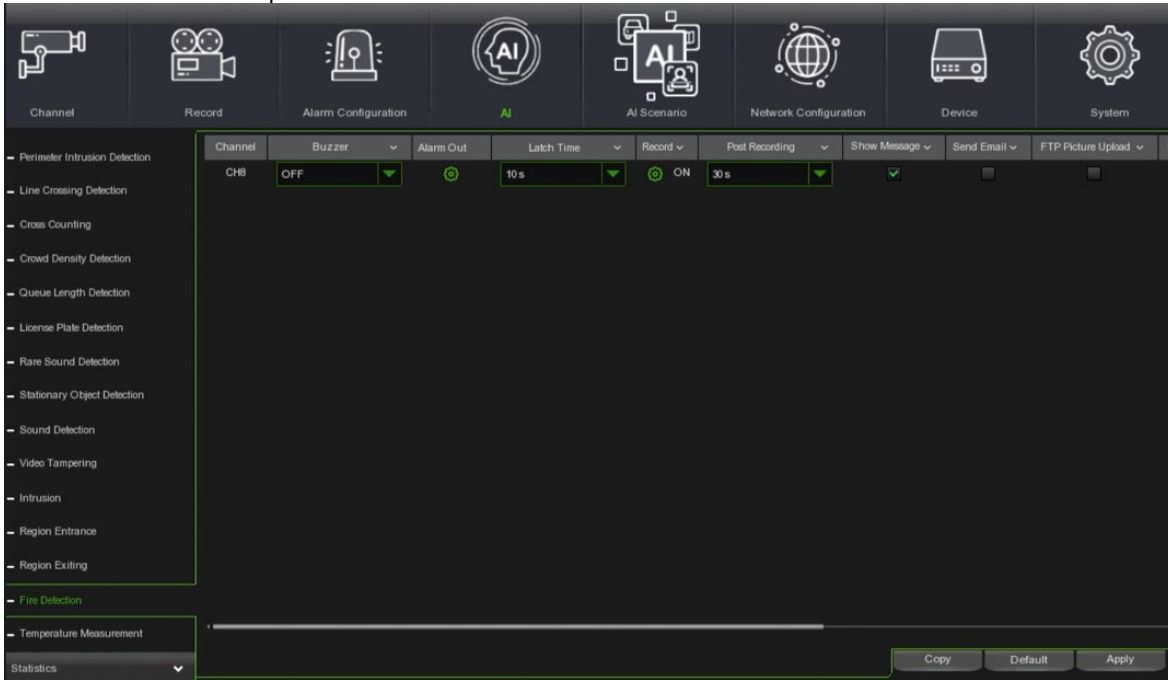 AI
AI
Channel Record Alarm Configuration AI AI Scenario Network Configuration Device System
Channel Buzzer Alarm Out Latch Time Record Post Recording Show Message Send Email FTP Picture Upload
CH8 OFF 10 s ON 30 s
Perimeter Intrusion Detection
Line Crossing Detection
Cross Counting
Crowd Density Detection
Queue Length Detection
License Plate Detection
Rare Sound Detection
Stationary Object Detection
Sound Detection
Video Tampering
Intrusion
Region Entrance
Region Exiting
Fire Detection
Temperature Measurement
Statistics
Copy Default Apply